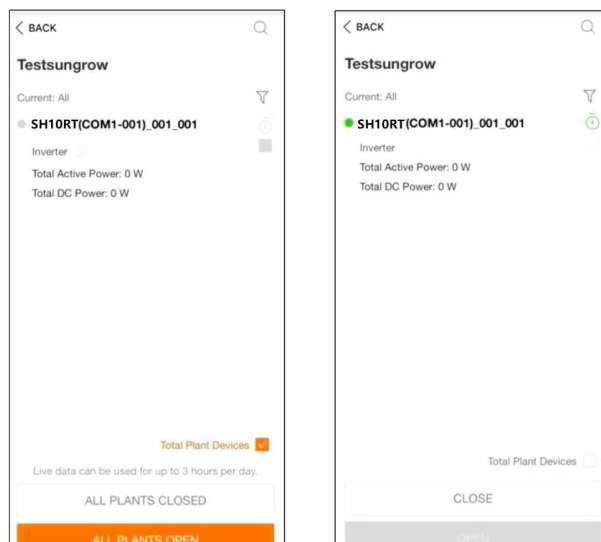 BACK
Testsungrow
Current: All
SH10RT(COM1-001)_001_001
Inverter
Total Active Power: 0 W
Total DC Power: 0 W
Total Plant Devices
Live data can be used for up to 3 hours per day.
ALL PLANTS CLOSED
ALL PLANTS OPEN
BACK
Testsungrow
Current: All
SH10RT(COM1-001)_001_001
Inverter
Total Active Power: 0 W
Total DC Power: 0 W
Total Plant Devices
CLOSE
OPEN